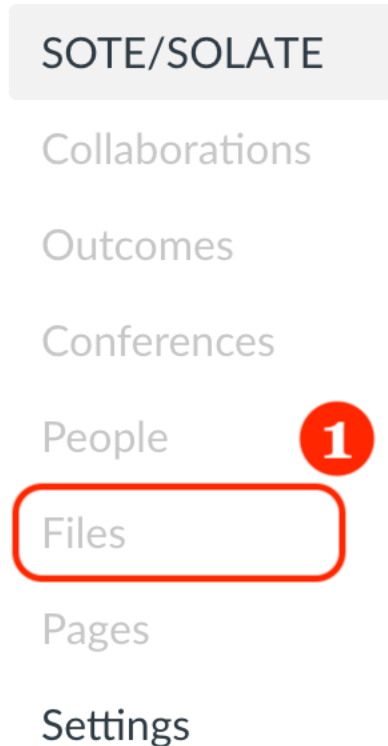 SOTE/SOLATE
Collaborations
Outcomes
Conferences
People
1
Files
Pages
Settings